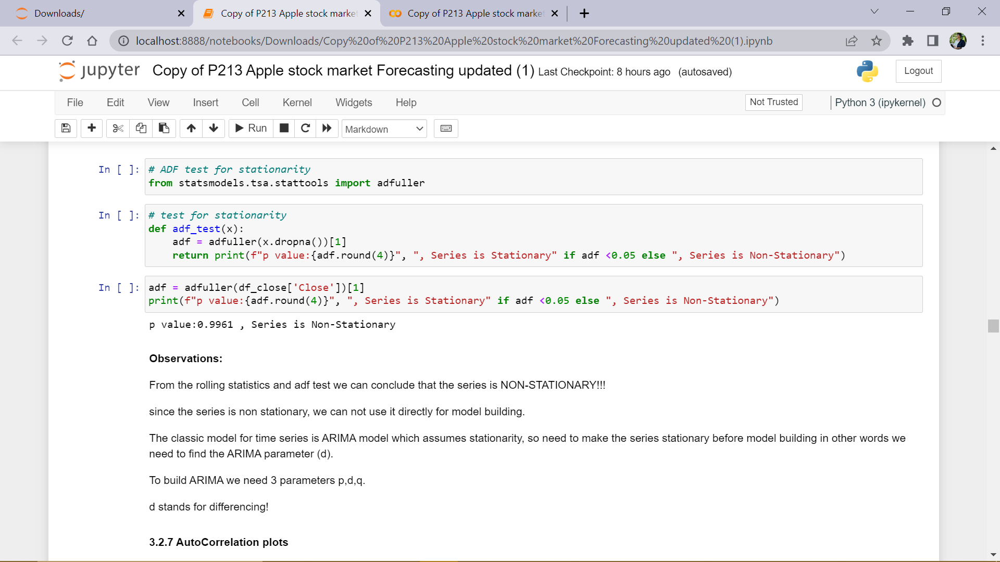 Downloads/
Copy of P213 Apple stock market
Copy of P213 Apple stock market
localhost:8888/notebooks/Downloads/Copy%20of%20P213%20Apple%20stock%20market%20Forecasting%20updated%20(1).ipynb
jupyter Copy of P213 Apple stock market Forecasting updated (1) Last Checkpoint: 8 hours ago (autosaved)
Logout
File Edit View Insert Cell Kernel Widgets Help
Not Trusted
Python 3 (ipykernel)
Run
Markdown
In [ ]: # ADF test for stationarity
from statsmodels.tsa.stattools import adfuller
In [ ]: # test for stationarity
def adf_test(x):
    adf = adfuller(x.dropna())[1]
    return print(f"p value:{adf.round(4)}", ", Series is Stationary" if adf <0.05 else ", Series is Non-Stationary")
In [ ]: adf = adfuller(df_close['Close'])[1]
print(f"p value:{adf.round(4)}", ", Series is Stationary" if adf <0.05 else ", Series is Non-Stationary")
p value:0.9961 , Series is Non-Stationary
Observations:
From the rolling statistics and adf test we can conclude that the series is NON-STATIONARY!!!
since the series is non stationary, we can not use it directly for model building.
The classic model for time series is ARIMA model which assumes stationarity, so need to make the series stationary before model building in other words we
need to find the ARIMA parameter (d).
To build ARIMA we need 3 parameters p,d,q.
d stands for differencing!
3.2.7 AutoCorrelation plots